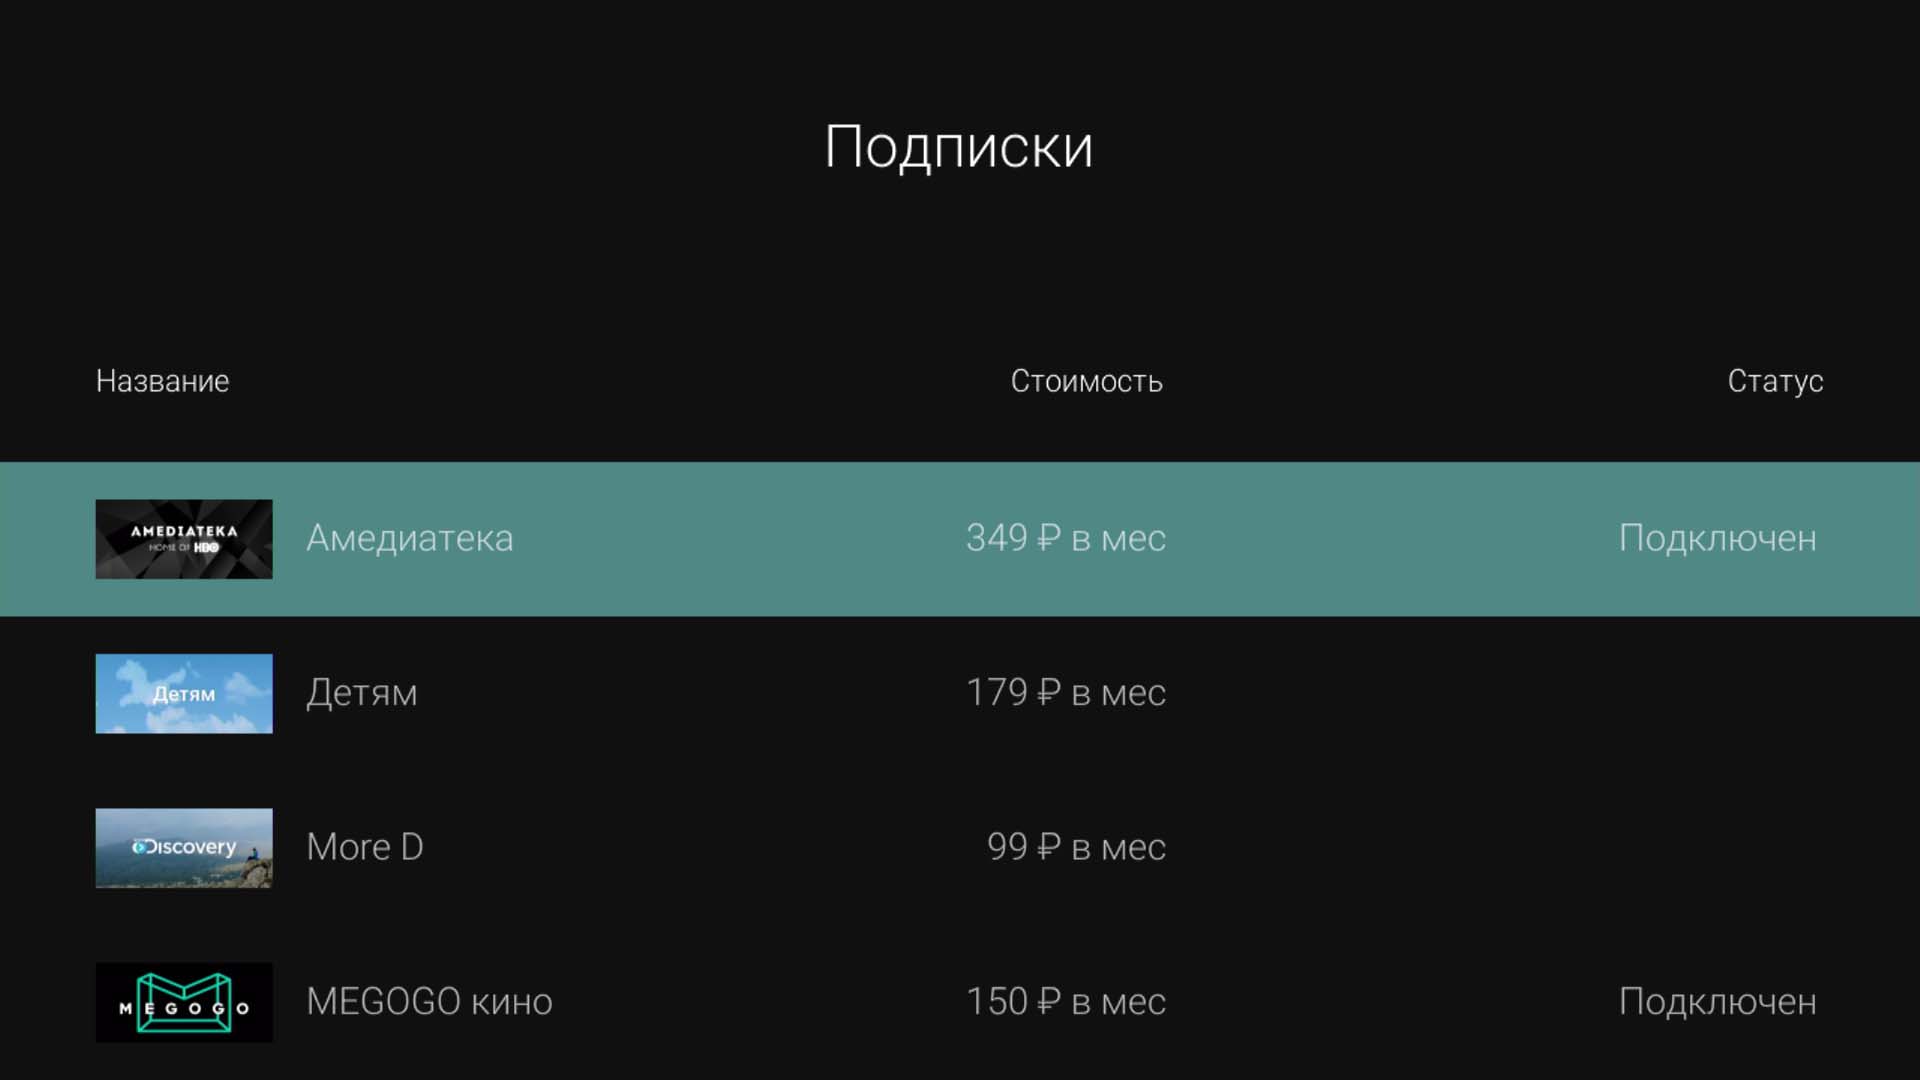 Подписки
Название Стоимость Статус
AMEDIATEKA
HOME OF HBO
Амедиатека 349 ₽ в мес Подключен
Детям
Детям 179 ₽ в мес
Discovery
More D 99 ₽ в мес
MEGOGO
MEGOGO кино 150 ₽ в мес Подключен